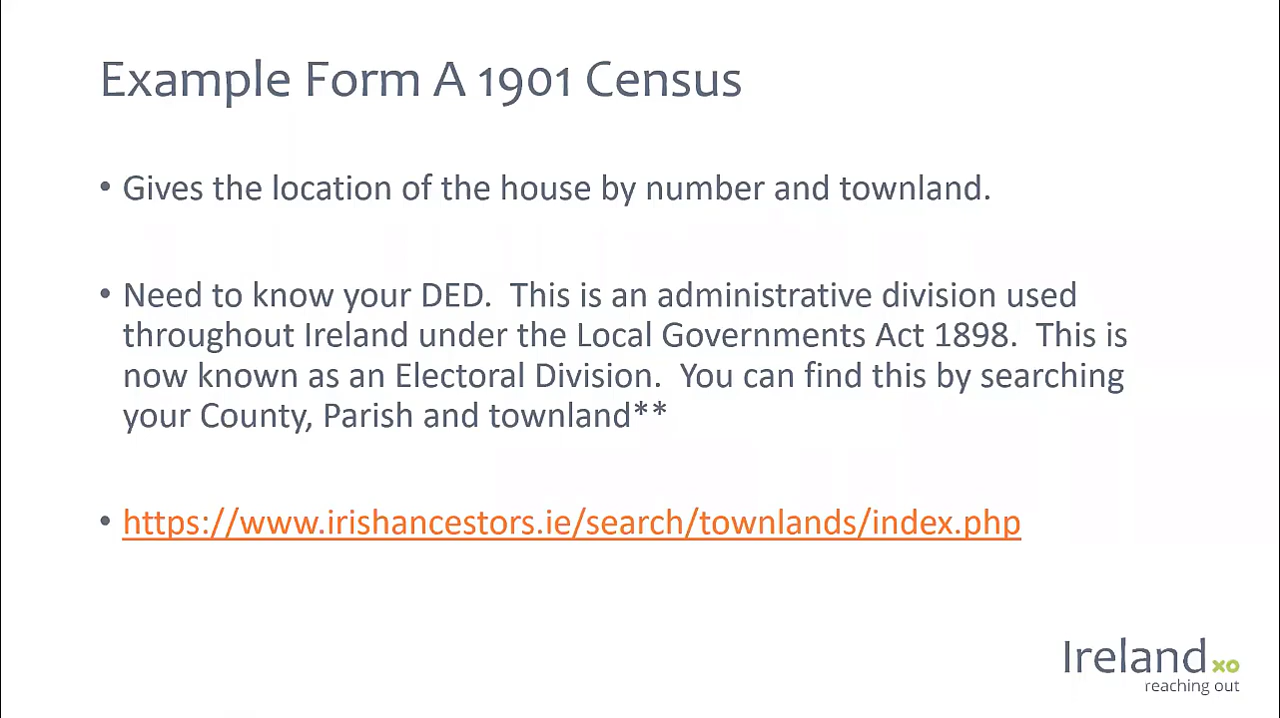 Example Form A 1901 Census
• Gives the location of the house by number and townland.
• Need to know your DED.  This is an administrative division used
throughout Ireland under the Local Governments Act 1898.  This is
now known as an Electoral Division.  You can find this by searching
your County, Parish and townland**
• https://www.irishancestors.ie/search/townlands/index.php
Ireland xo
reaching out